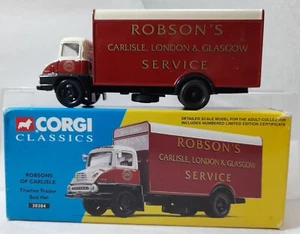 ROBSON'S
CARLISLE, LONDON & GLASGOW
SERVICE
CORGI
CLASSICS
DETAILED SCALE MODEL FOR THE ADULT COLLECTOR
INCLUDES NUMBERED LIMITED EDITION CERTIFICATE
ROBSONS
OF CARLISLE
Thames Trader
Box Van
30304
ROBSON'S
CARLISLE, LONDON & GLASGOW
SERVICE